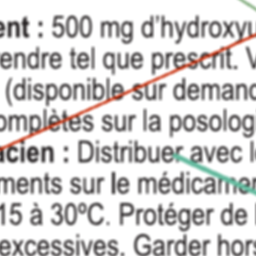 ent : 500 mg d'hydroxyu
endre tel que prescrit. V
(disponible sur demand
omplètes sur la posolog
acien : Distribuer avec l
ments sur le médicamen
15 à 30ºC. Protéger de
excessives. Garder hors